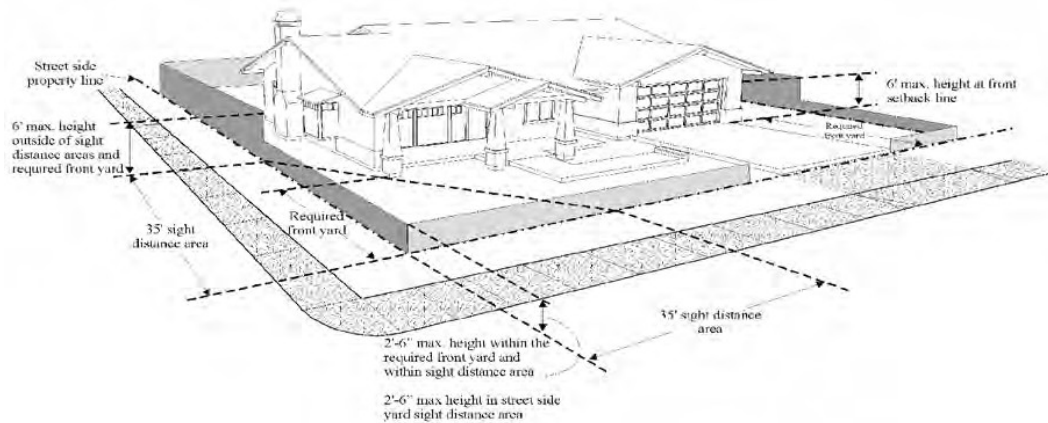 Street side
property line
6' max. height
outside of sight
distance areas and
required front yard
35' sight
distance area
Required
front yard
6' max. height at front
setback line
Required
front yard
35' sight distance
area
2'-6" max. height within the
required front yard and
within sight distance area
2'-6" max height in street side
yard sight distance area